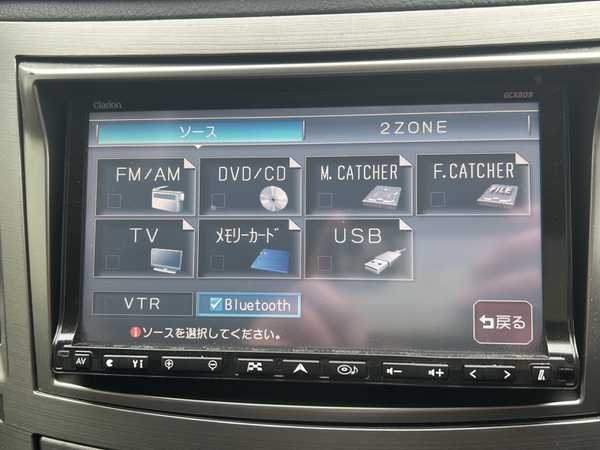 Clarion
GCX809
ソース
2ZONE
FM/AM
DVD/CD
M. CATCHER
F. CATCHER
FILE
TV
メモリーカード
USB
VTR
Bluetooth
ソースを選択してください。
戻る
AV